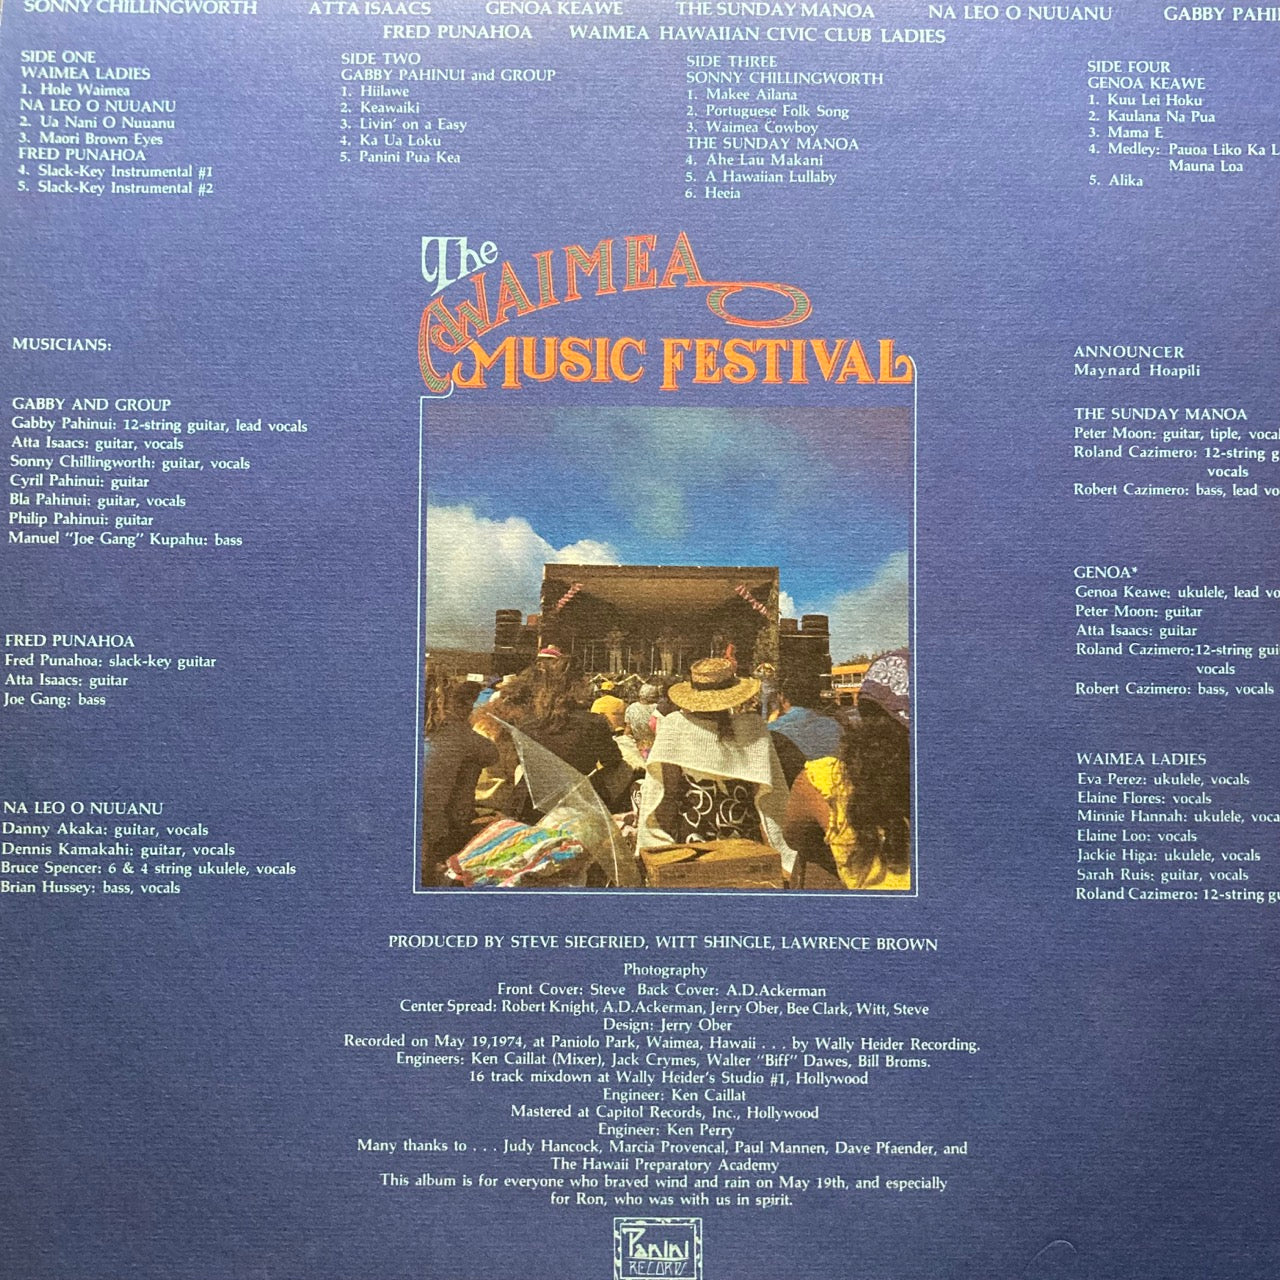 SONNY CHILLINGWORTH ATTA ISAACS GENOA KEAWE THE SUNDAY MANOA NA LEO O NUUANU GABBY PAHI
FRED PUNAHOA WAIMEA HAWAIIAN CIVIC CLUB LADIES
SIDE ONE
WAIMEA LADIES
1. Hole Waimea
NA LEO O NUUANU
2. Ua Nani O Nuuanu
3. Maori Brown Eyes
FRED PUNAHOA
4. Slack-Key Instrumental #1
5. Slack-Key Instrumental #2
SIDE TWO
GABBY PAHINUI and GROUP
1. Hiilawe
2. Keawaiki
3. Livin' on a Easy
4. Ka Ua Loku
5. Panini Pua Kea
SIDE THREE
SONNY CHILLINGWORTH
1. Makee Ailana
2. Portuguese Folk Song
3. Waimea Cowboy
THE SUNDAY MANOA
4. Ahe Lau Makani
5. A Hawaiian Lullaby
6. Heeia
SIDE FOUR
GENOA KEAWE
1. Kuu Lei Hoku
2. Kaulana Na Pua
3. Mama E
4. Medley: Pauoa Liko Ka L
Mauna Loa
5. Alika
The
WAIMEA
MUSIC FESTIVAL
MUSICIANS:
GABBY AND GROUP
Gabby Pahinui: 12-string guitar, lead vocals
Atta Isaacs: guitar, vocals
Sonny Chillingworth: guitar, vocals
Cyril Pahinui: guitar
Bla Pahinui: guitar, vocals
Philip Pahinui: guitar
Manuel "Joe Gang" Kupahu: bass
FRED PUNAHOA
Fred Punahoa: slack-key guitar
Atta Isaacs: guitar
Joe Gang: bass
NA LEO O NUUANU
Danny Akaka: guitar, vocals
Dennis Kamakahi: guitar, vocals
Bruce Spencer: 6 & 4 string ukulele, vocals
Brian Hussey: bass, vocals
ANNOUNCER
Maynard Hoapili
THE SUNDAY MANOA
Peter Moon: guitar, tiple, vocal
Roland Cazimero: 12-string g
vocals
Robert Cazimero: bass, lead vo
GENOA*
Genoa Keawe: ukulele, lead vo
Peter Moon: guitar
Atta Isaacs: guitar
Roland Cazimero:12-string gui
vocals
Robert Cazimero: bass, vocals
WAIMEA LADIES
Eva Perez: ukulele, vocals
Elaine Flores: vocals
Minnie Hannah: ukulele, voca
Elaine Loo: vocals
Jackie Higa: ukulele, vocals
Sarah Ruis: guitar, vocals
Roland Cazimero: 12-string gu
PRODUCED BY STEVE SIEGFRIED, WITT SHINGLE, LAWRENCE BROWN
Photography
Front Cover: Steve Back Cover: A.D.Ackerman
Center Spread: Robert Knight, A.D.Ackerman, Jerry Ober, Bee Clark, Witt, Steve
Design: Jerry Ober
Recorded on May 19,1974, at Paniolo Park, Waimea, Hawaii . . . by Wally Heider Recording.
Engineers: Ken Caillat (Mixer), Jack Crymes, Walter "Biff" Dawes, Bill Broms.
16 track mixdown at Wally Heider's Studio #1, Hollywood
Engineer: Ken Caillat
Mastered at Capitol Records, Inc., Hollywood
Engineer: Ken Perry
Many thanks to . . . Judy Hancock, Marcia Provencal, Paul Mannen, Dave Pfaender, and
The Hawaii Preparatory Academy
This album is for everyone who braved wind and rain on May 19th, and especially
for Ron, who was with us in spirit.
Panini
RECORDS